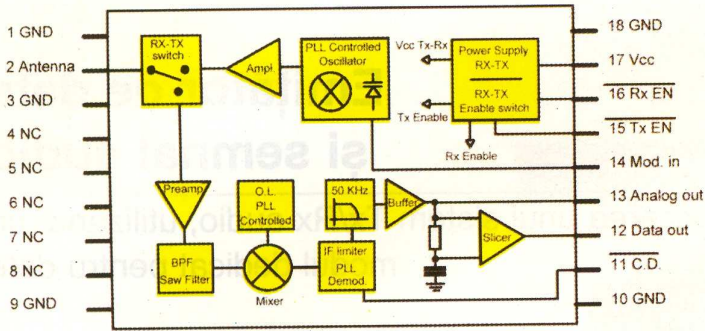 1 GND
2 Antenna
3 GND
4 NC
5 NC
6 NC
7 NC
8 NC
9 GND
RX-TX
switch
Ampl.
PLL Controlled
Oscillator
Vcc Tx-Rx
Tx Enable
Rx Enable
Power Supply
RX-TX
RX-TX
Enable switch
Preamp
BPF
Saw Filter
O.L.
PLL
Controlled
Mixer
50 KHz
IF limiter
PLL
Demod.
Buffer
Slicer
18 GND
17 Vcc
16 Rx EN
15 Tx EN
14 Mod. in
13 Analog out
12 Data out
11 C.D.
10 GND
și semnat